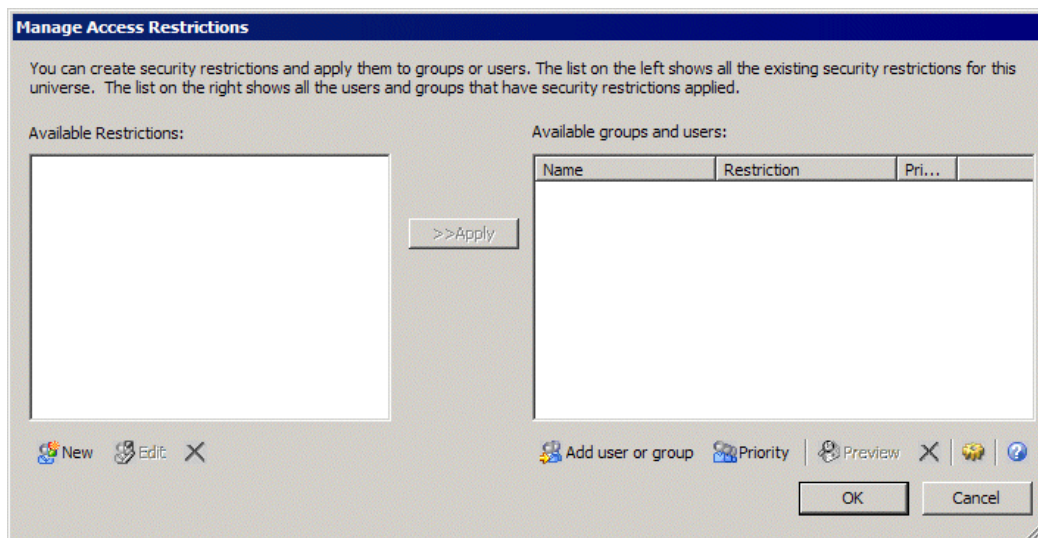 Manage Access Restrictions
You can create security restrictions and apply them to groups or users. The list on the left shows all the existing security restrictions for this
universe. The list on the right shows all the users and groups that have security restrictions applied.
Available Restrictions:
Available groups and users:
Name Restriction Pri...
>>Apply
New Edit
Add user or group Priority Preview
OK Cancel